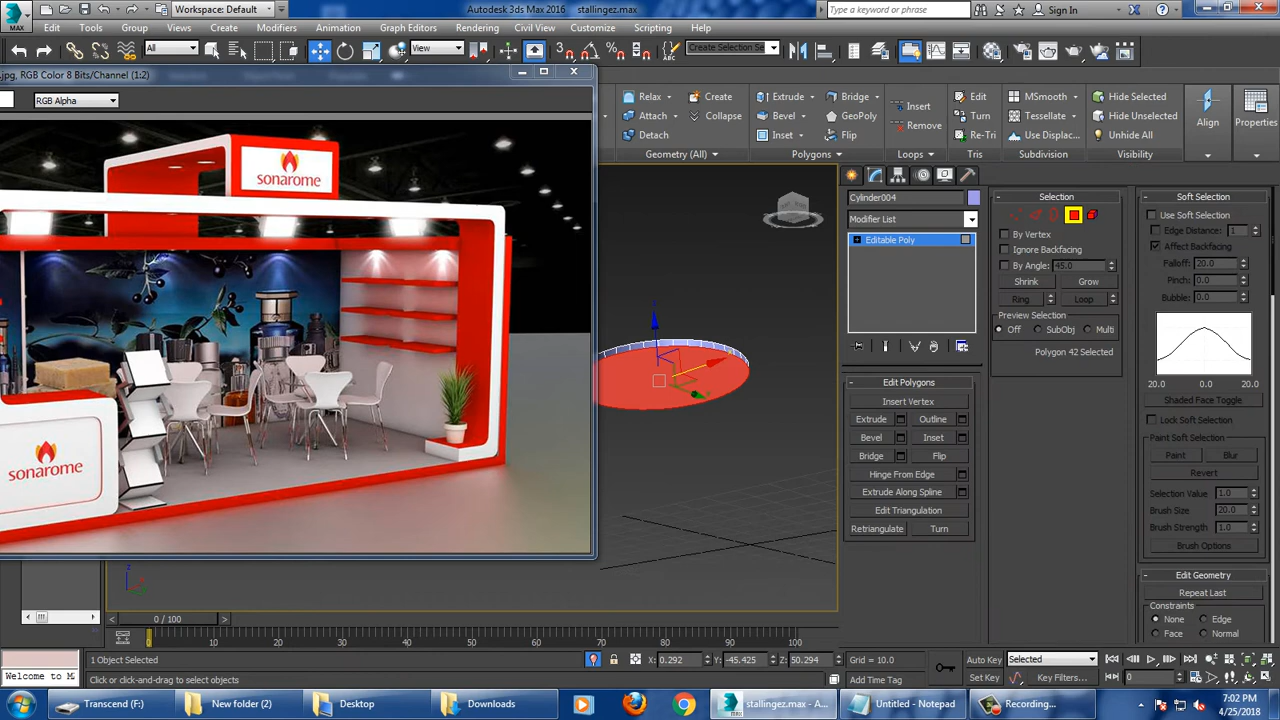 Workspace: Default
Autodesk 3ds Max 2016
stallingez.max
Type a keyword or phrase
Sign In
MAX
Edit
Tools
Group
Views
Create
Modifiers
Animation
Graph Editors
Rendering
Civil View
Customize
Scripting
Help
All
View
Create Selection Se
.jpg, RGB Color 8 Bits/Channel (1:2)
RGB Alpha
Relax
Create
Attach
Collapse
Detach
Geometry (All)
Extrude
Bridge
Bevel
GeoPoly
Inset
Flip
Polygons
Insert
Remove
Loops
Edit
Turn
Re-Tri
Tris
MSmooth
Tessellate
Use Displac...
Subdivision
Hide Selected
Hide Unselected
Unhide All
Visibility
Align
Properties
sonarome
sonarome
Cylinder004
Modifier List
Editable Poly
Edit Polygons
Insert Vertex
Extrude
Outline
Bevel
Inset
Bridge
Flip
Hinge From Edge
Extrude Along Spline
Edit Triangulation
Retriangulate
Turn
Selection
By Vertex
Ignore Backfacing
By Angle: 45.0
Shrink
Grow
Ring
Loop
Preview Selection
Off
SubObj
Multi
Polygon 42 Selected
Soft Selection
Use Soft Selection
Edge Distance: 1
Affect Backfacing
Falloff: 20.0
Pinch: 0.0
Bubble: 0.0
20.0
0.0
20.0
Shaded Face Toggle
Lock Soft Selection
Paint Soft Selection
Paint
Blur
Revert
Selection Value 1.0
Brush Size 20.0
Brush Strength 1.0
Brush Options
Edit Geometry
Repeat Last
Constraints
None
Edge
Face
Normal
z
0 / 100
0
10
20
30
40
50
60
70
80
90
100
1 Object Selected
X: 0.292
Y: -45.425
Z: 50.294
Grid = 10.0
Auto Key
Selected
Welcome to M
Click or click-and-drag to select objects
Add Time Tag
Set Key
Key Filters...
0
Transcend (F:)
New folder (2)
Desktop
Downloads
stallingez.max - A...
Untitled - Notepad
Recording...
7:02 PM
4/25/2018